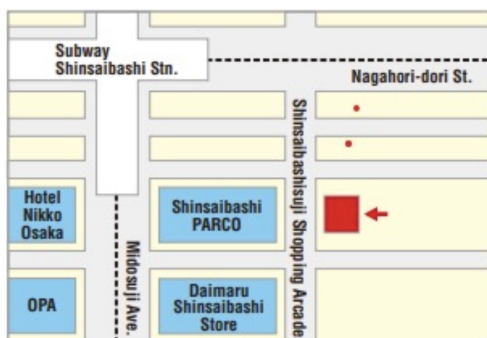 Subway
Shinsaibashi Stn.
Nagahori-dori St.
Shinsaibashisuji Shopping Arcade
Hotel
Nikko
Osaka
Shinsaibashi
PARCO
Midosuji Ave.
OPA
Daimaru
Shinsaibashi
Store